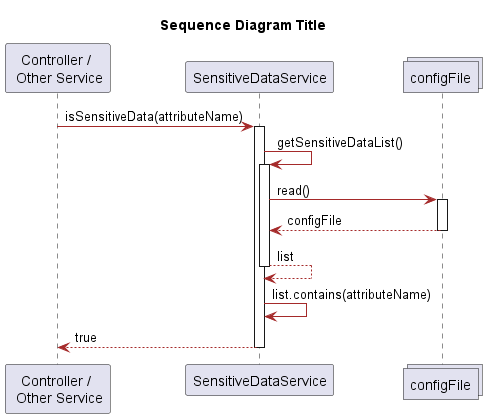 Sequence Diagram Title
Controller /
Other Service
SensitiveDataService
configFile
isSensitiveData(attributeName)
getSensitiveDataList()
read()
configFile
list
list.contains(attributeName)
true
Controller /
Other Service
SensitiveDataService
configFile